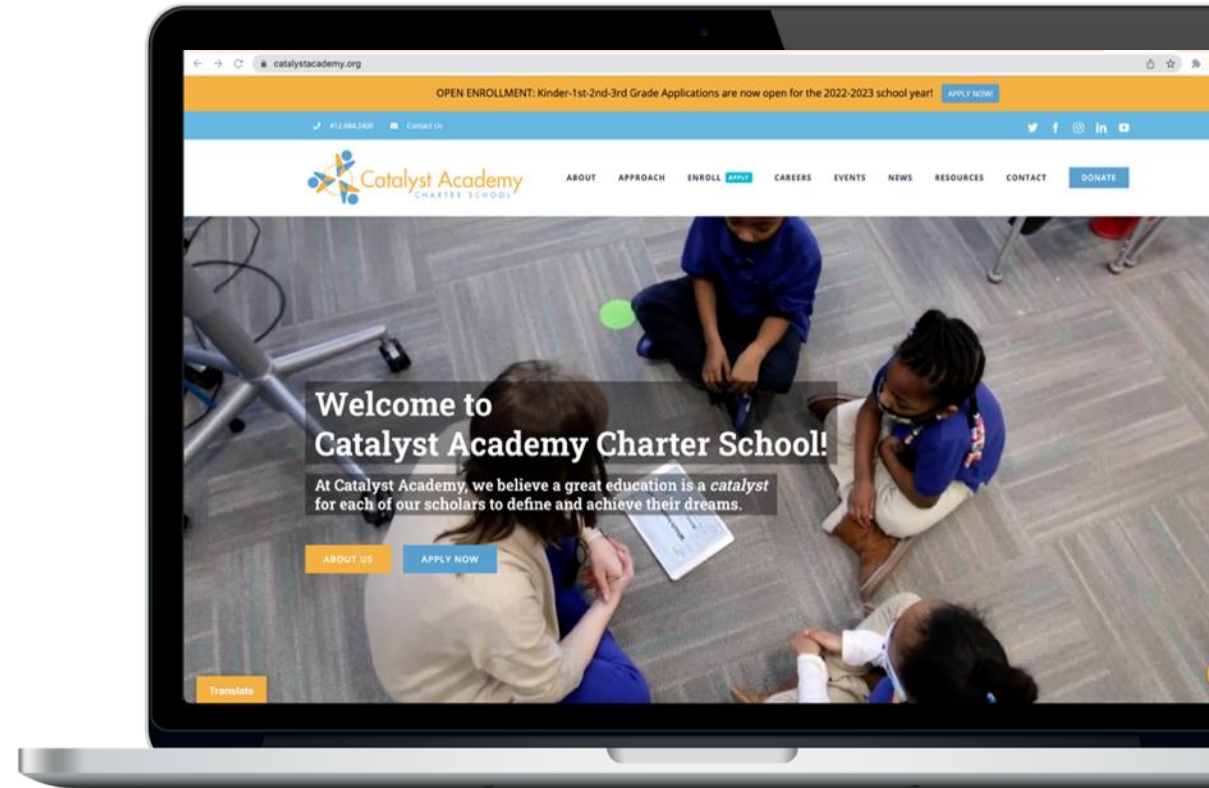 catalystacademy.org
OPEN ENROLLMENT: Kinder-1st-2nd-3rd Grade Applications are now open for the 2022-2023 school year! APPLY NOW!
412.684.2400 Contact Us
Catalyst Academy
CHARTER SCHOOL
ABOUT APPROACH ENROLL APPLY CAREERS EVENTS NEWS RESOURCES CONTACT DONATE
Welcome to
Catalyst Academy Charter School!
At Catalyst Academy, we believe a great education is a catalyst
for each of our scholars to define and achieve their dreams.
ABOUT US APPLY NOW
Translate